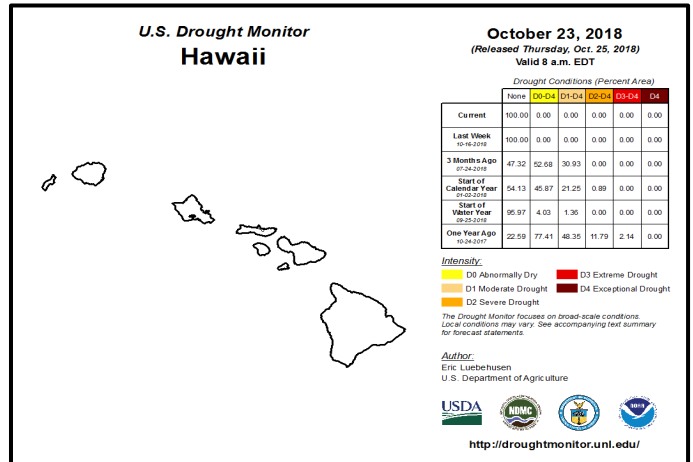 U.S. Drought Monitor
Hawaii
October 23, 2018
(Released Thursday, Oct. 25, 2018)
Valid 8 a.m. EDT
Drought Conditions (Percent Area)
None D0-D4 D1-D4 D2-D4 D3-D4 D4
Current 100.00 0.00 0.00 0.00 0.00 0.00
Last Week 10-16-2018 100.00 0.00 0.00 0.00 0.00 0.00
3 Months Ago 07-24-2018 47.32 52.68 30.93 0.00 0.00 0.00
Start of Calendar Year 01-02-2018 54.13 45.87 21.25 0.89 0.00 0.00
Start of Water Year 09-25-2018 95.97 4.03 1.36 0.00 0.00 0.00
One Year Ago 10-24-2017 22.59 77.41 48.35 11.79 2.14 0.00
Intensity:
D0 Abnormally Dry
D1 Moderate Drought
D2 Severe Drought
D3 Extreme Drought
D4 Exceptional Drought
The Drought Monitor focuses on broad-scale conditions.
Local conditions may vary. See accompanying text summary
for forecast statements.
Author:
Eric Luebehusen
U.S. Department of Agriculture
USDA
NDMC
NOAA
http://droughtmonitor.unl.edu/